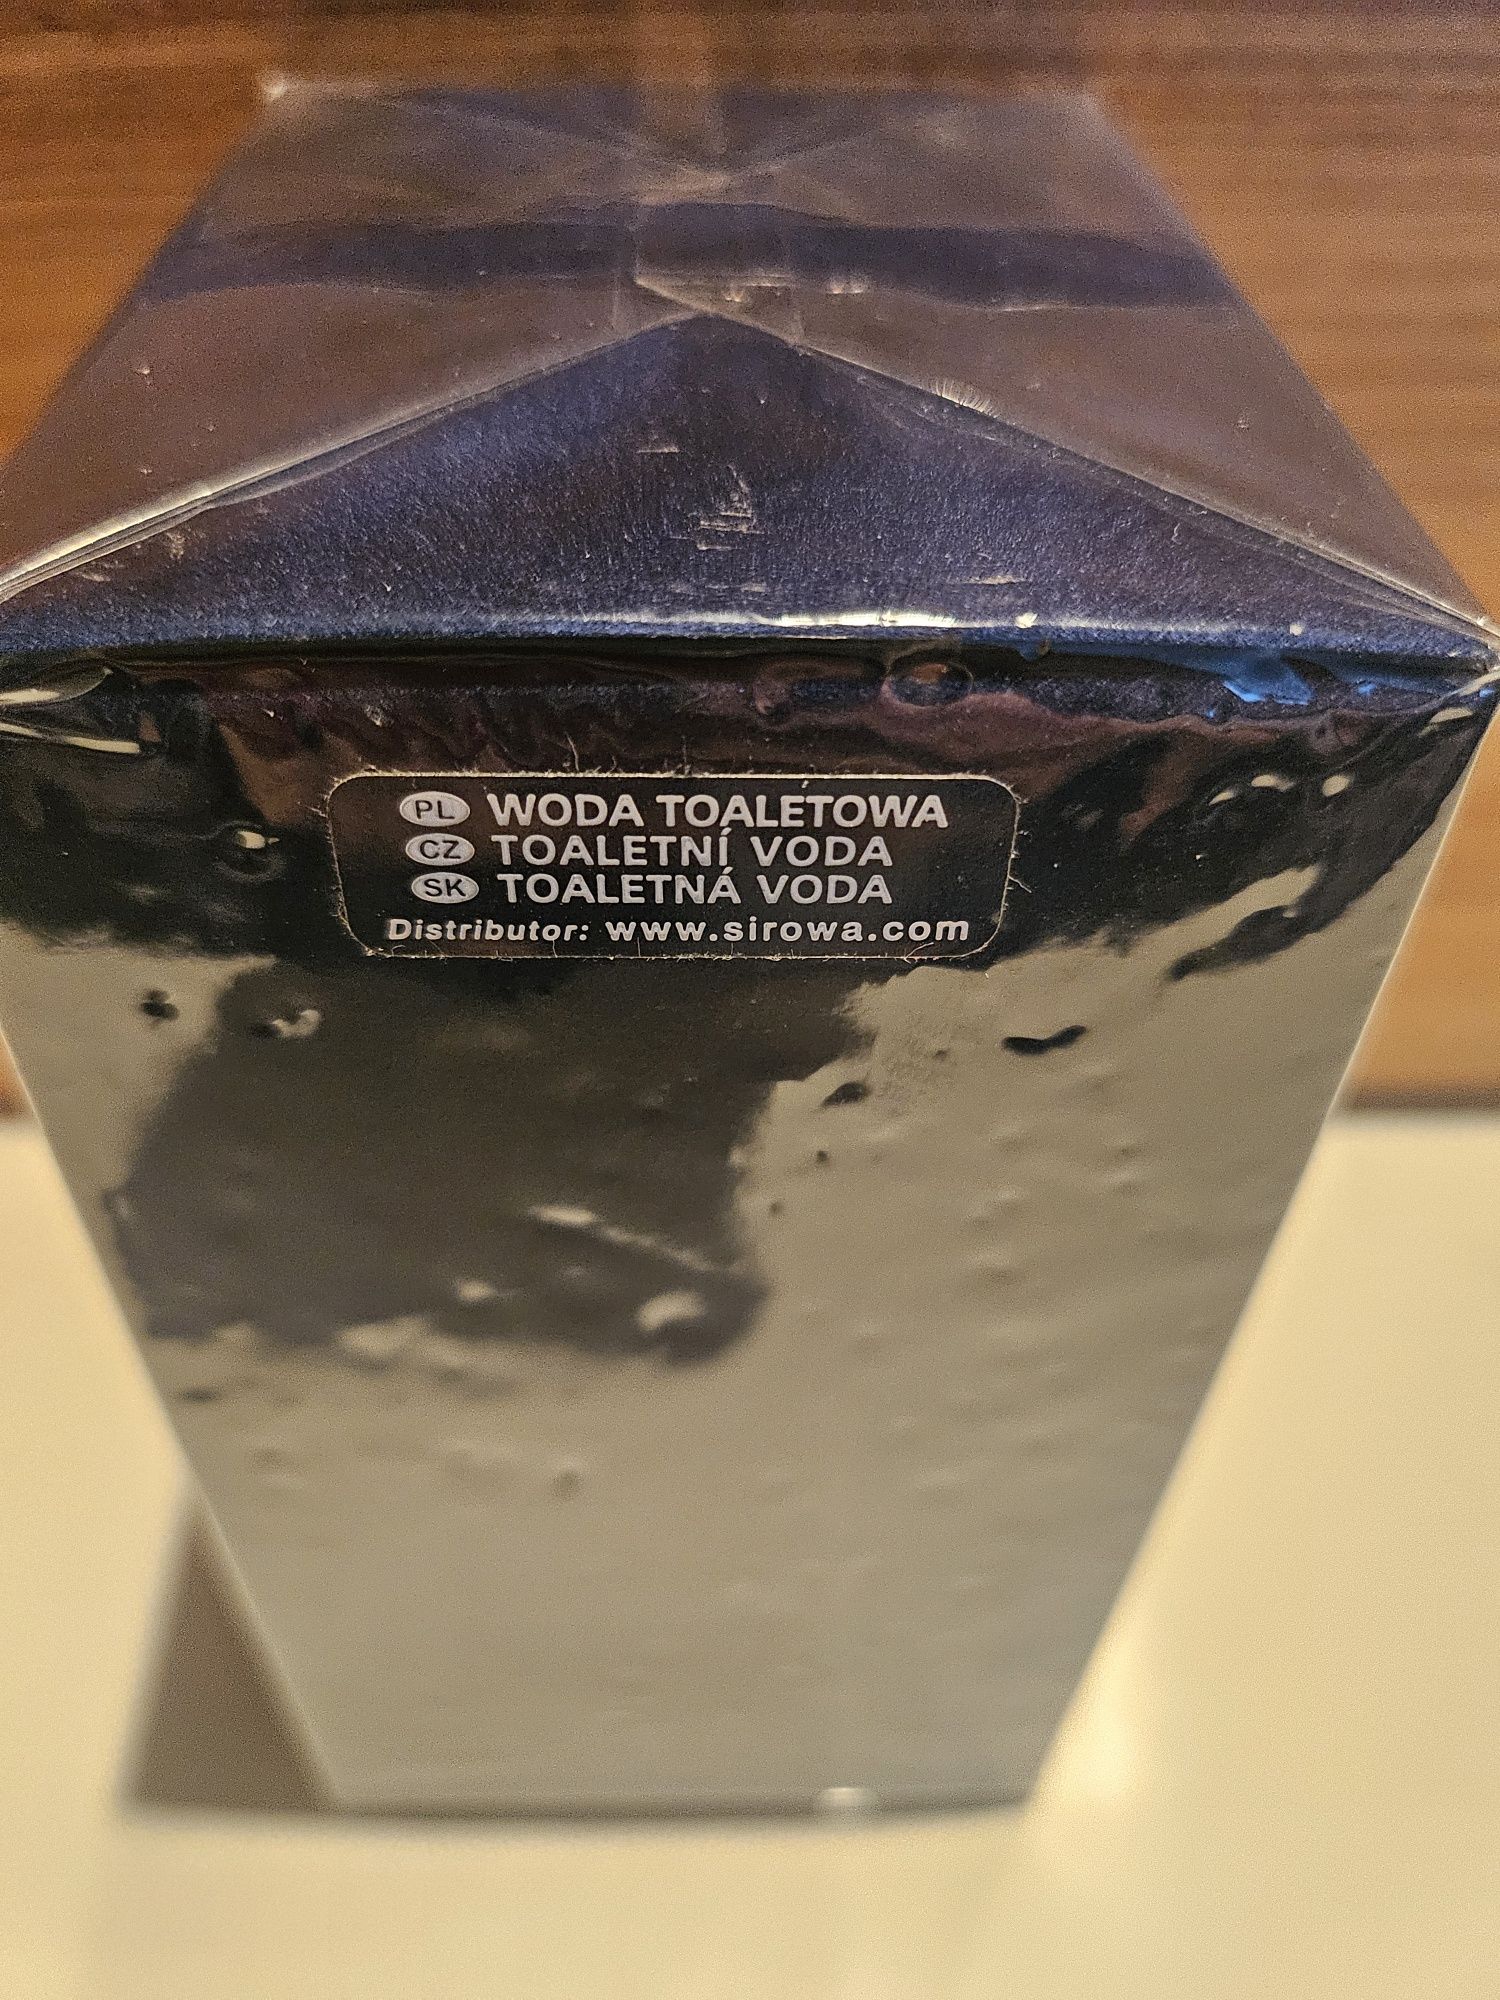 PL WODA TOALETOWA
CZ TOALETNÍ VODA
SK TOALETNÁ VODA
Distributor: www.sirowa.com